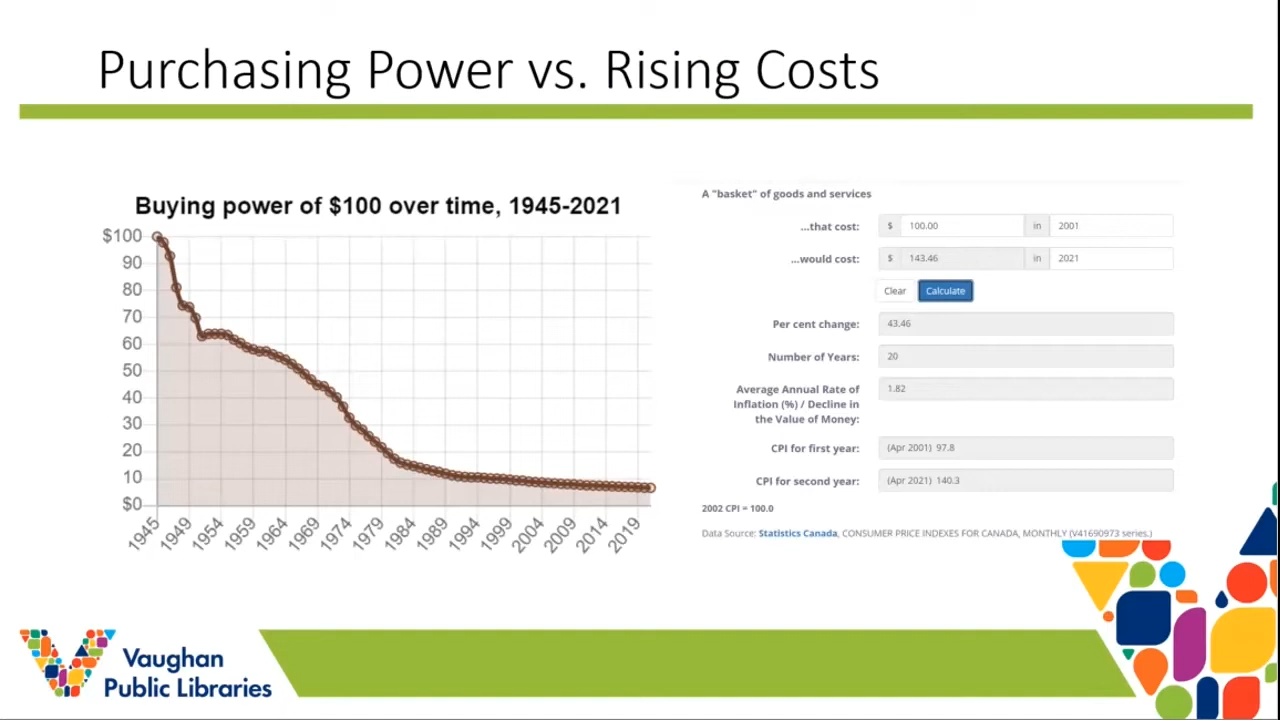 Purchasing Power vs. Rising Costs
Buying power of $100 over time, 1945-2021
$100
90
80
70
60
50
40
30
20
10
$0
1945
1949
1954
1959
1964
1969
1974
1979
1984
1989
1994
1999
2004
2009
2014
2019
A "basket" of goods and services
...that cost: $ 100.00 in 2001
...would cost: $ 143.46 in 2021
Clear Calculate
Per cent change: 43.46
Number of Years: 20
Average Annual Rate of 1.82
Inflation (%) / Decline in
the Value of Money:
CPI for first year: (Apr 2001) 97.8
CPI for second year: (Apr 2021) 140.3
2002 CPI = 100.0
Data Source: Statistics Canada, CONSUMER PRICE INDEXES FOR CANADA, MONTHLY (V41690973 series.)
Vaughan
Public Libraries